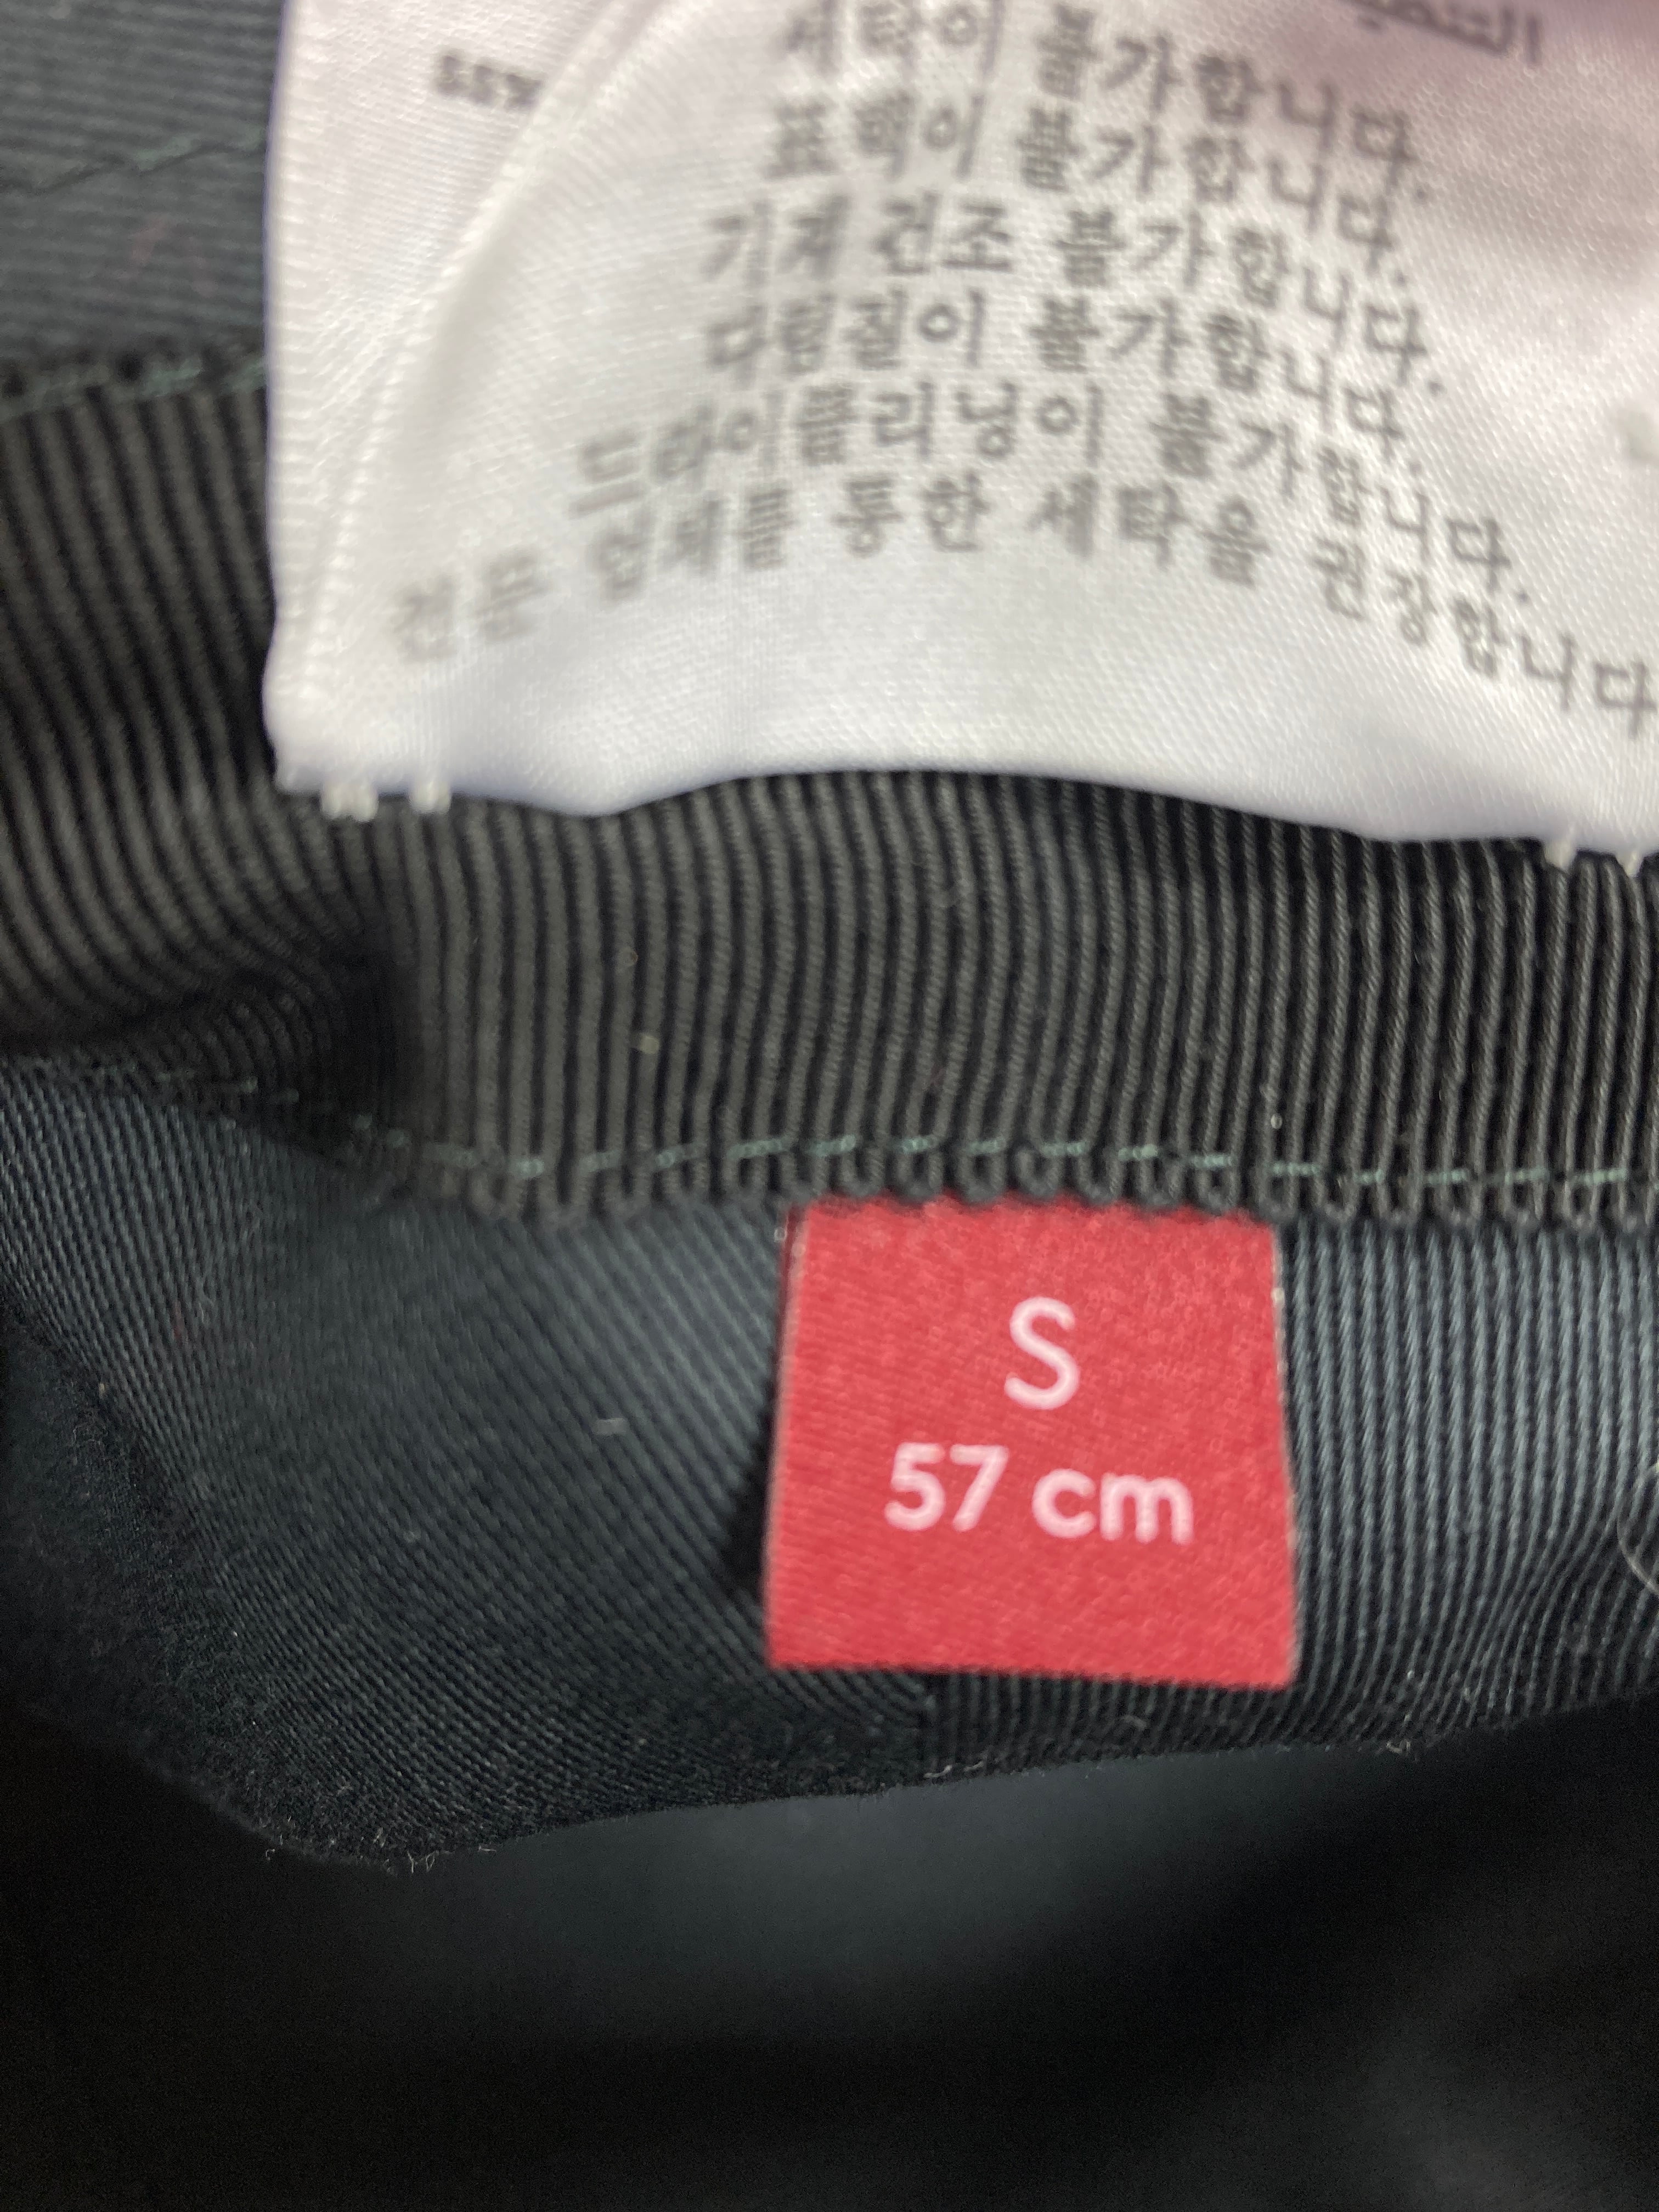 세탁이 불가합니다.
표백이 불가합니다.
기계 건조 불가합니다.
다림질이 불가합니다.
드라이클리닝이 불가합니다.
전문 업체를 통한 세탁을 권장합니다
S
57 cm